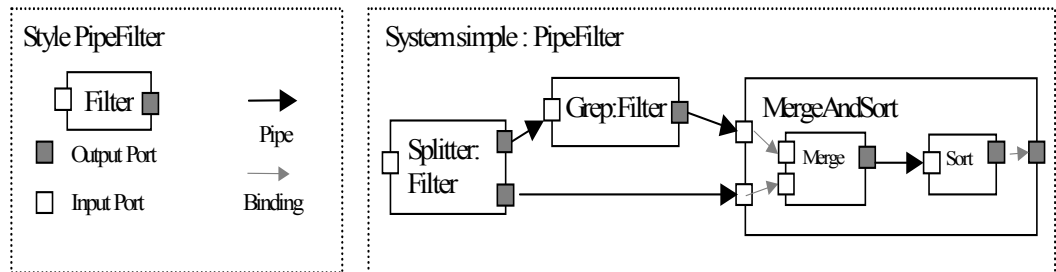 Style PipeFilter
Filter
Pipe
Output Port
Input Port
Binding
System simple : PipeFilter
Grep:Filter
Splitter:
Filter
MergeAndSort
Merge
Sort